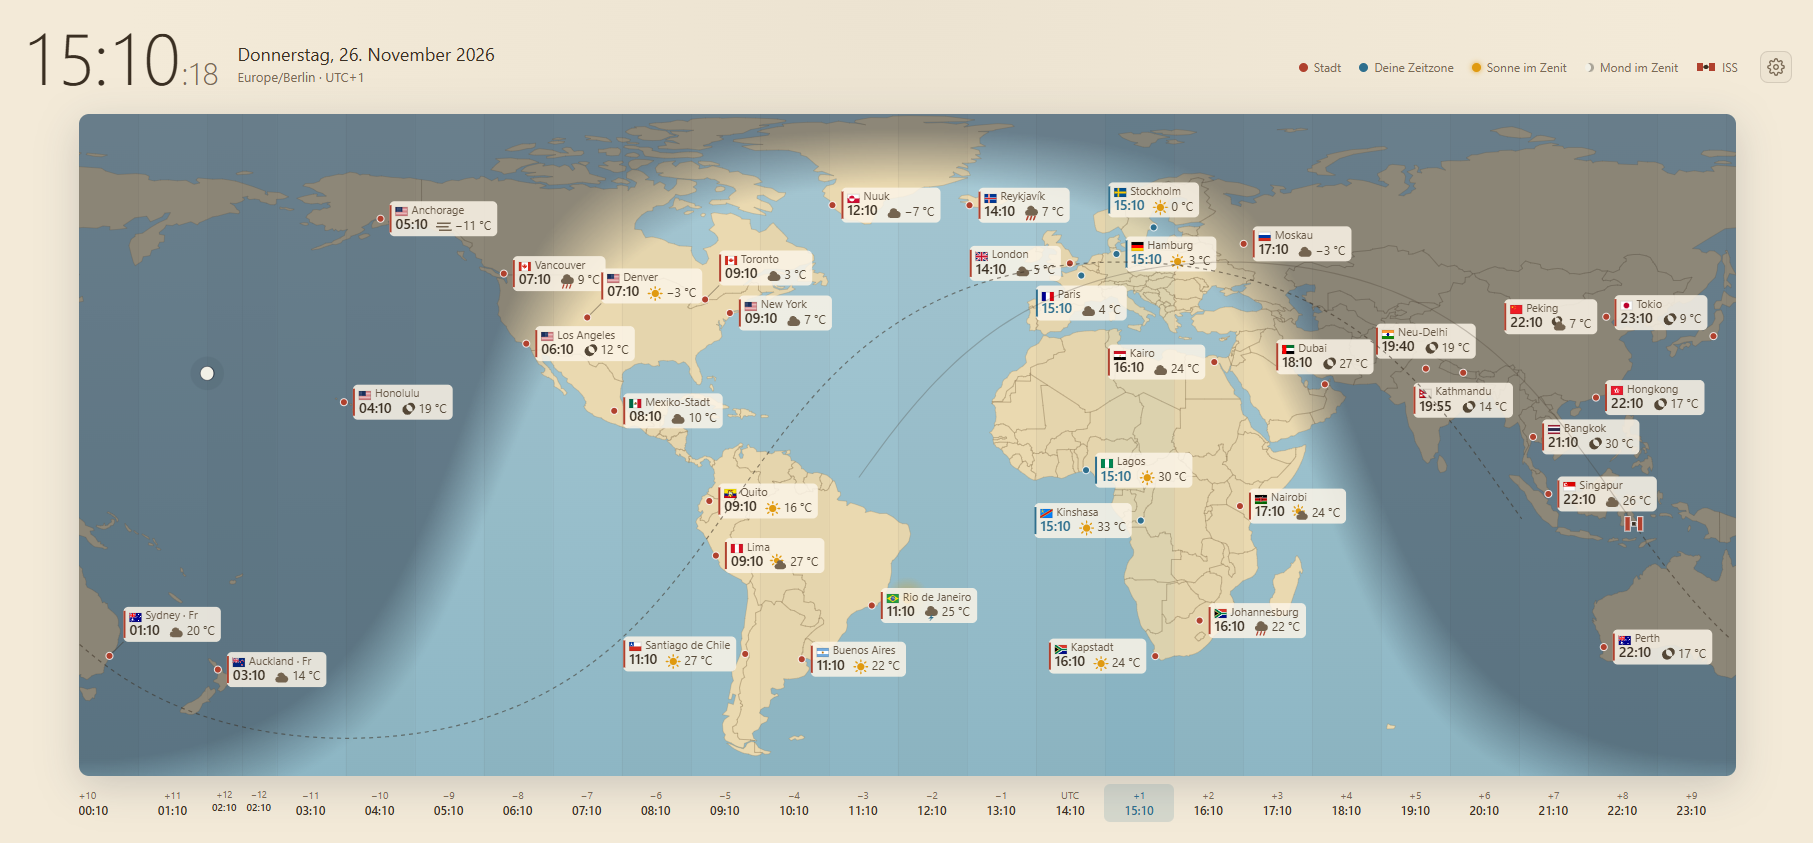 15:10:18
Donnerstag, 26. November 2026
Europe/Berlin · UTC+1
Stadt
Deine Zeitzone
Sonne im Zenit
Mond im Zenit
ISS
Anchorage
05:10 −11 °C
Nuuk
12:10 −7 °C
Reykjavík
14:10 7 °C
Stockholm
15:10 0 °C
Moskau
17:10 −3 °C
Hamburg
15:10 3 °C
London
14:10 5 °C
Vancouver
07:10 9 °C
Denver
07:10 −3 °C
Toronto
09:10 3 °C
New York
09:10 7 °C
Paris
15:10 4 °C
Peking
22:10 7 °C
Tokio
23:10 9 °C
Los Angeles
06:10 12 °C
Kairo
16:10 24 °C
Dubai
18:10 27 °C
Neu-Delhi
19:40 19 °C
Honolulu
04:10 19 °C
Mexiko-Stadt
08:10 10 °C
Kathmandu
19:55 14 °C
Hongkong
22:10 17 °C
Bangkok
21:10 30 °C
Lagos
15:10 30 °C
Quito
09:10 16 °C
Kinshasa
15:10 33 °C
Nairobi
17:10 24 °C
Singapur
22:10 26 °C
Lima
09:10 27 °C
Rio de Janeiro
11:10 25 °C
Sydney · Fr
01:10 20 °C
Johannesburg
16:10 22 °C
Auckland · Fr
03:10 14 °C
Santiago de Chile
11:10 27 °C
Buenos Aires
11:10 22 °C
Kapstadt
16:10 24 °C
Perth
22:10 17 °C
+10 +11 +12 −12 −11 −10 −9 −8 −7 −6 −5 −4 −3 −2 −1 UTC +1 +2 +3 +4 +5 +6 +7 +8 +9
00:10 01:10 02:10 02:10 03:10 04:10 05:10 06:10 07:10 08:10 09:10 10:10 11:10 12:10 13:10 14:10 15:10 16:10 17:10 18:10 19:10 20:10 21:10 22:10 23:10